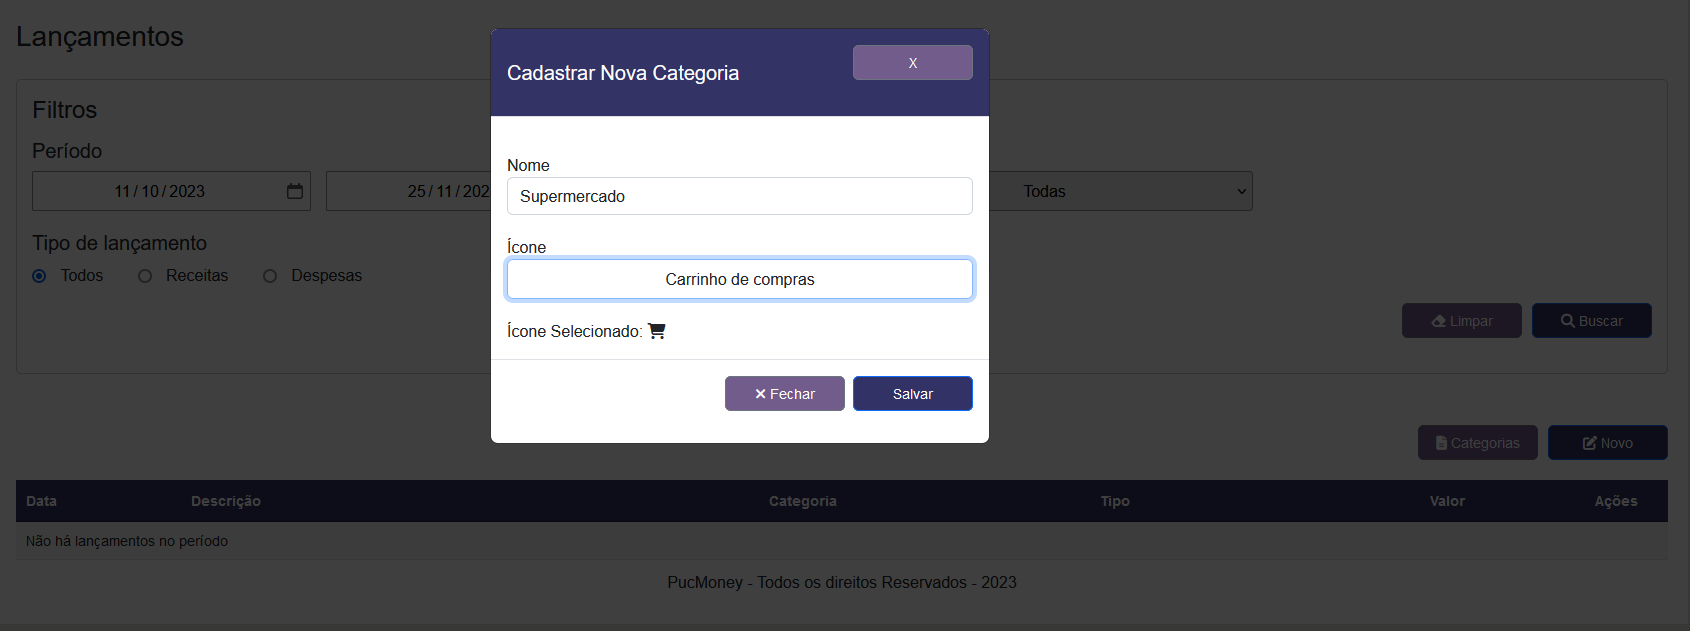 Lançamentos
Cadastrar Nova Categoria
X
Filtros
Período
11/10/2023
25/11/202
Todas
Tipo de lançamento
Todos
Receitas
Despesas
Nome
Supermercado
Ícone
Carrinho de compras
Ícone Selecionado:
Fechar
Salvar
Limpar
Buscar
Categorias
Novo
Data Descrição Categoria Tipo Valor Ações
Não há lançamentos no período
PucMoney - Todos os direitos Reservados - 2023